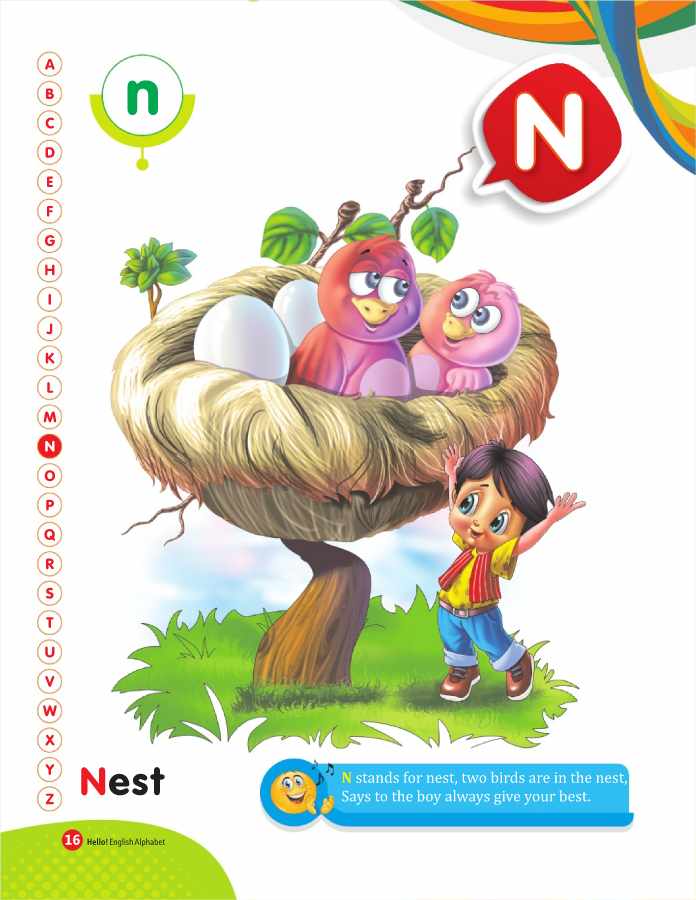 A
B
C
D
E
F
G
H
I
J
K
L
M
N
O
P
Q
R
S
T
U
V
W
X
Y
Z
n
N
Nest
N stands for nest, two birds are in the nest,
Says to the boy always give your best.
16 Hello! English Alphabet